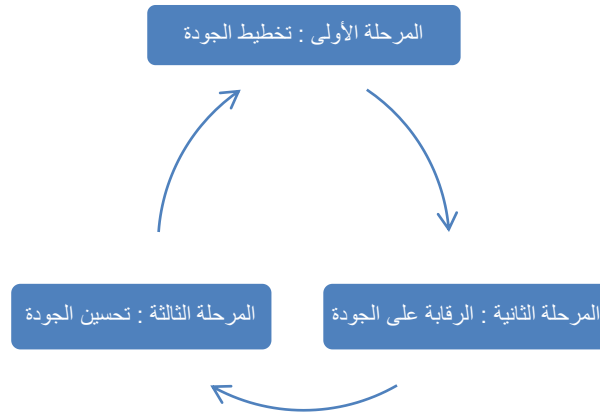 المرحلة الأولى : تخطيط الجودة
المرحلة الثانية : الرقابة على الجودة
المرحلة الثالثة : تحسين الجودة